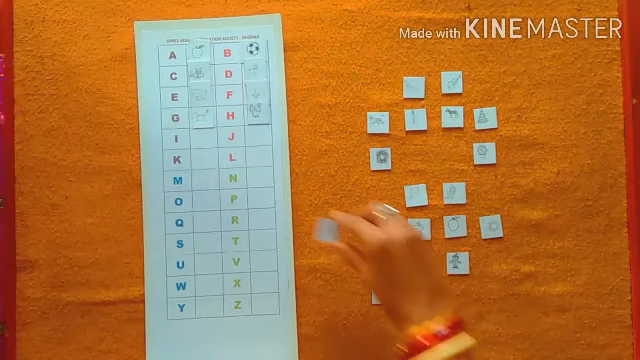 Made with KINEMASTER
A B
C D
E F
G H
I J
K L
M N
O P
Q R
S T
U V
W X
Y Z